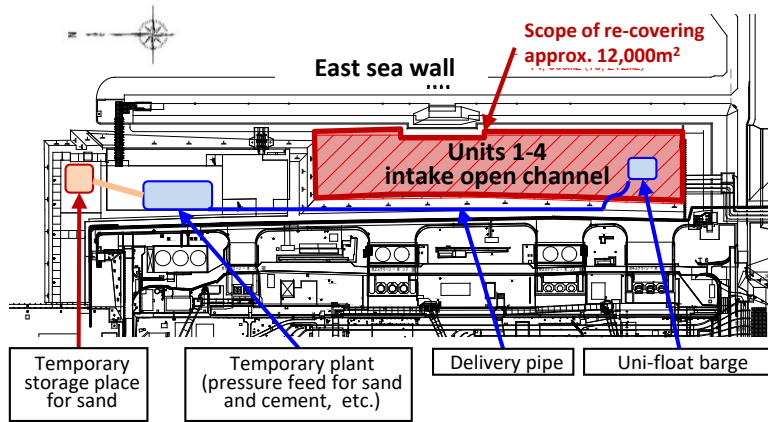 N
Scope of re-covering
approx. 12,000m²
East sea wall
Units 1-4
intake open channel
Temporary
storage place
for sand
Temporary plant
(pressure feed for sand
and cement, etc.)
Delivery pipe
Uni-float barge